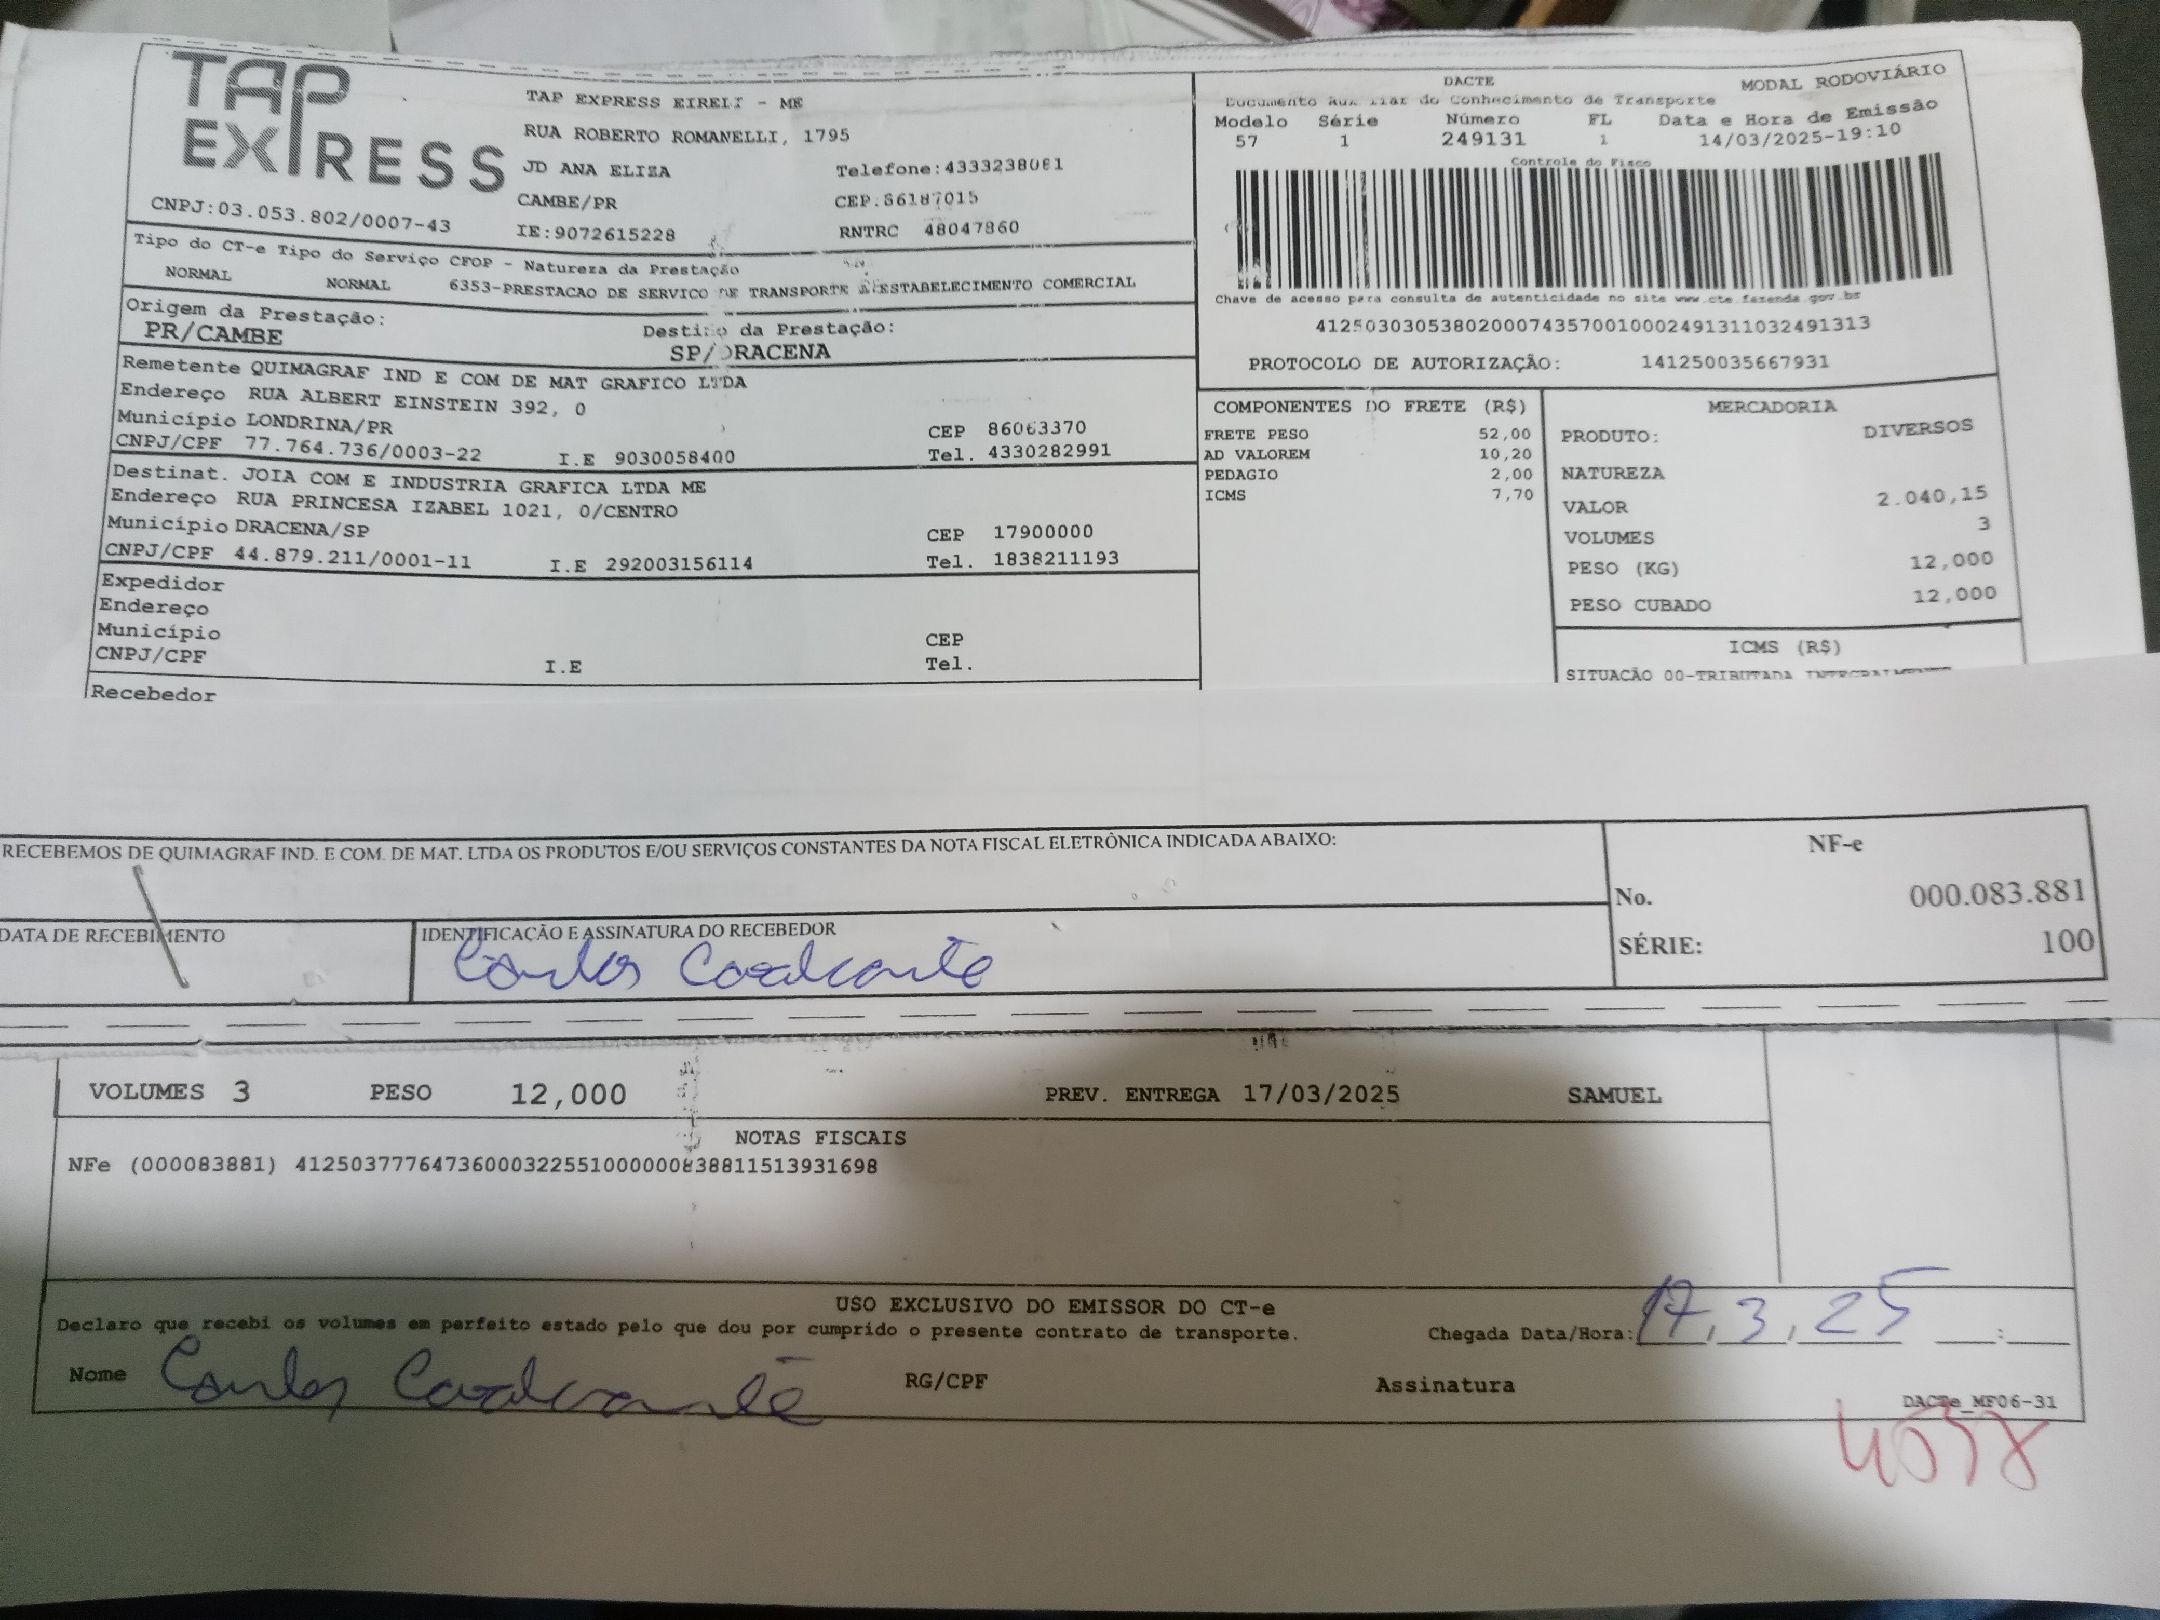 TAP
EXPRESS
TAP EXPRESS EIRELI - ME
RUA ROBERTO ROMANELLI, 1795
JD ANA ELIZA Telefone:4333238081
CAMBE/PR CEP.86187015
CNPJ:03.053.802/0007-43 IE:9072615228 RNTRC 48047860
Tipo do CT-e Tipo do Serviço CFOP - Natureza da Prestação
NORMAL NORMAL 6353-PRESTACAO DE SERVICO DE TRANSPORTE A ESTABELECIMENTO COMERCIAL
Origem da Prestação: Destino da Prestação:
PR/CAMBE SP/DRACENA
Remetente QUIMAGRAF IND E COM DE MAT GRAFICO LTDA
Endereço RUA ALBERT EINSTEIN 392, 0
Município LONDRINA/PR CEP 86063370
CNPJ/CPF 77.764.736/0003-22 I.E 9030058400 Tel. 4330282991
Destinat. JOIA COM E INDUSTRIA GRAFICA LTDA ME
Endereço RUA PRINCESA IZABEL 1021, 0/CENTRO
Município DRACENA/SP CEP 17900000
CNPJ/CPF 44.879.211/0001-11 I.E 292003156114 Tel. 1838211193
Expedidor
Endereço
Município CEP
CNPJ/CPF I.E Tel.
Recebedor
DACTE MODAL RODOVIÁRIO
Documento Auxiliar do Conhecimento de Transporte
Modelo Série Número FL Data e Hora de Emissão
57 1 249131 1 14/03/2025-19:10
Controle do Fisco
Chave de acesso para consulta de autenticidade no site www.cte.fazenda.gov.br
41250303053802000743570010002491311032491313
PROTOCOLO DE AUTORIZAÇÃO: 141250035667931
COMPONENTES DO FRETE (R$)
FRETE PESO 52,00
AD VALOREM 10,20
PEDAGIO 2,00
ICMS 7,70
MERCADORIA
PRODUTO: DIVERSOS
NATUREZA
VALOR 2.040,15
VOLUMES 3
PESO (KG) 12,000
PESO CUBADO 12,000
ICMS (R$)
SITUAÇÃO 00-TRIBUTADA INTEGRALMENTE
RECEBEMOS DE QUIMAGRAF IND. E COM. DE MAT. LTDA OS PRODUTOS E/OU SERVIÇOS CONSTANTES DA NOTA FISCAL ELETRÔNICA INDICADA ABAIXO:
DATA DE RECEBIMENTO IDENTIFICAÇÃO E ASSINATURA DO RECEBEDOR
Carlos Cavalcante
NF-e
No. 000.083.881
SÉRIE: 100
VOLUMES 3 PESO 12,000 PREV. ENTREGA 17/03/2025 SAMUEL
NOTAS FISCAIS
NFe (000083881) 41250377764736000322551000000838811513931698
USO EXCLUSIVO DO EMISSOR DO CT-e
Declaro que recebi os volumes em perfeito estado pelo que dou por cumprido o presente contrato de transporte. Chegada Data/Hora: 17, 3, 25 :
Nome Carlos Cavalcante RG/CPF Assinatura
DACTe_MF06-31